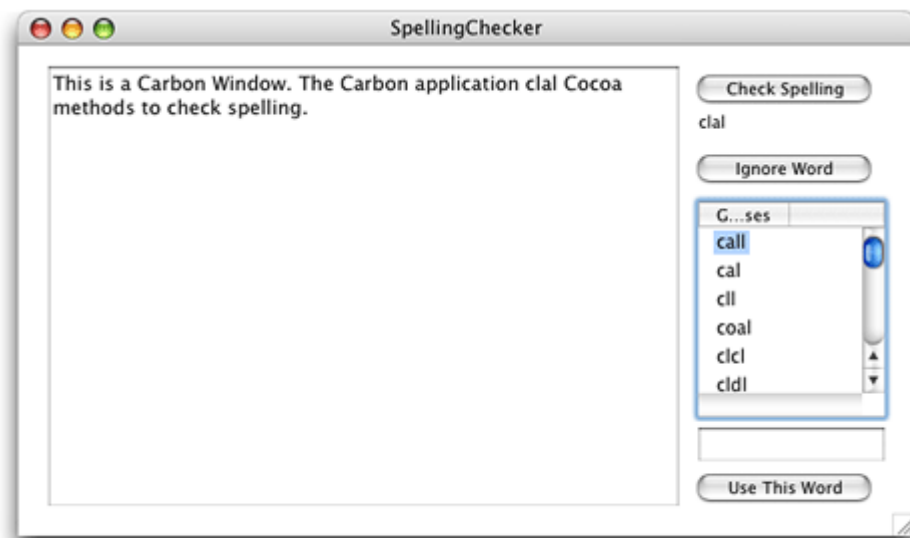 SpellingChecker
This is a Carbon Window. The Carbon application clal Cocoa
methods to check spelling.
Check Spelling
clal
Ignore Word
G...ses
call
cal
cll
coal
clcl
cldl
Use This Word